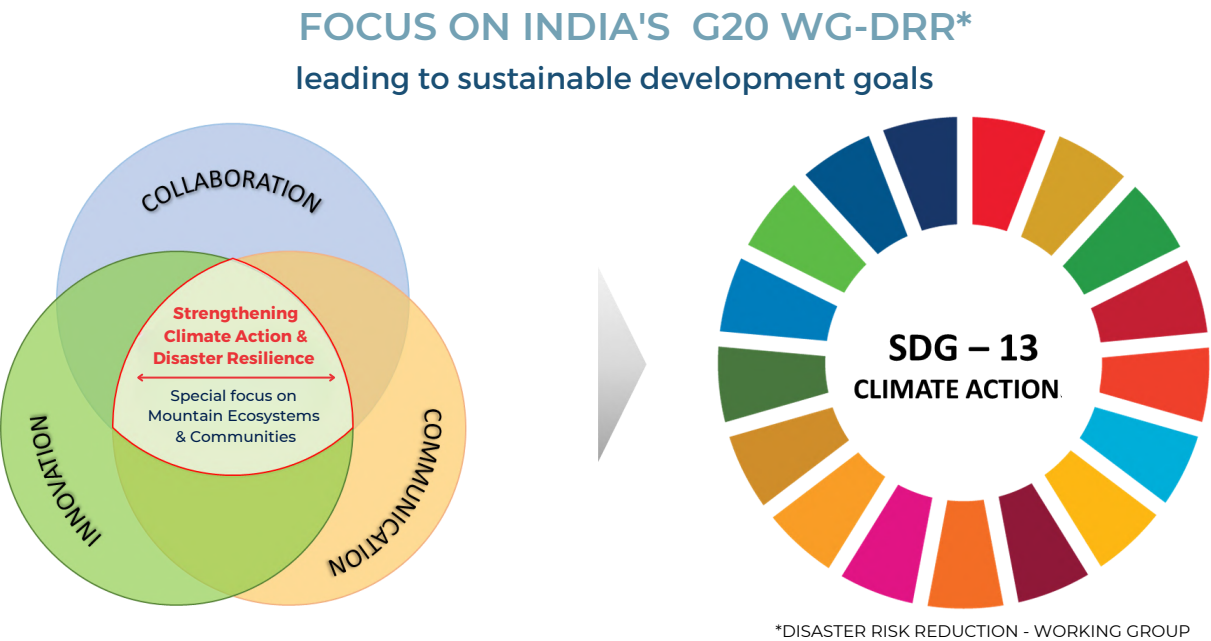 FOCUS ON INDIA'S G20 WG-DRR*
leading to sustainable development goals
COLLABORATION
Strengthening
Climate Action &
Disaster Resilience
Special focus on
Mountain Ecosystems
& Communities
INNOVATION
COMMUNICATION
SDG – 13
CLIMATE ACTION.
*DISASTER RISK REDUCTION - WORKING GROUP